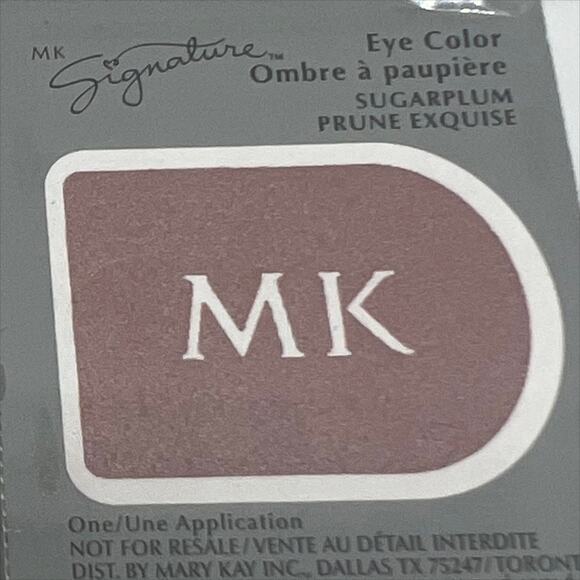 MK Signature™
Eye Color
Ombre à paupière
SUGARPLUM
PRUNE EXQUISE
MK
One/Une Application
NOT FOR RESALE/VENTE AU DÉTAIL INTERDITE
DIST. BY MARY KAY INC., DALLAS TX 75247/TORONT